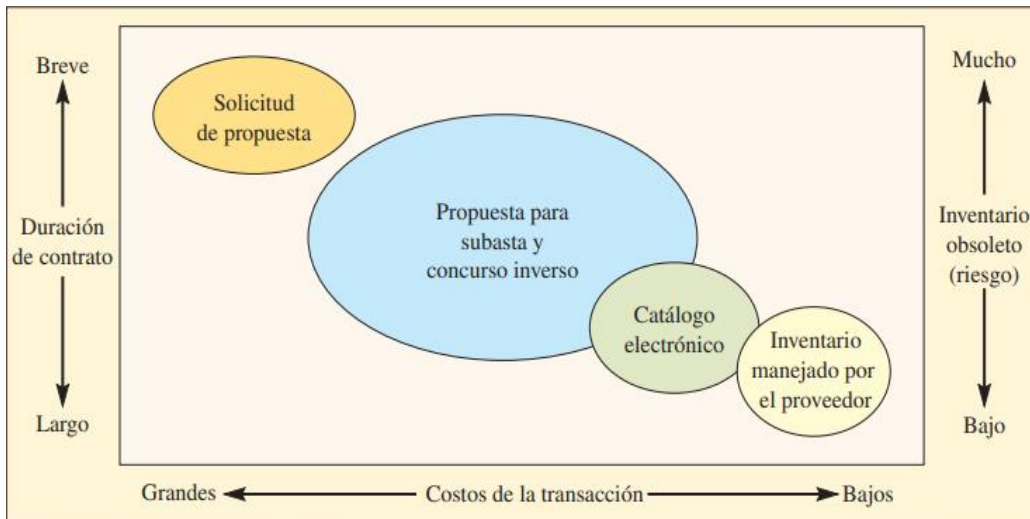 Breve
Duración
de contrato
Largo
Solicitud
de propuesta
Propuesta para
subasta y
concurso inverso
Catálogo
electrónico
Inventario
manejado por
el proveedor
Mucho
Inventario
obsoleto
(riesgo)
Bajo
Grandes
Costos de la transacción
Bajos